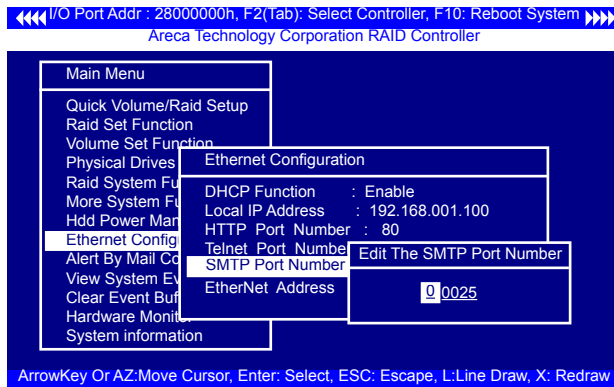 I/O Port Addr : 28000000h, F2(Tab): Select Controller, F10: Reboot System
Areca Technology Corporation RAID Controller
Main Menu
Quick Volume/Raid Setup
Raid Set Function
Volume Set Function
Physical Drives
Raid System Fu
More System Fu
Hdd Power Man
Ethernet Config
Alert By Mail Co
View System Ev
Clear Event Buf
Hardware Monito
System information
Ethernet Configuration
DHCP Function : Enable
Local IP Address : 192.168.001.100
HTTP Port Number : 80
Telnet Port Numbe
SMTP Port Number
EtherNet Address
Edit The SMTP Port Number
0 0025
ArrowKey Or AZ:Move Cursor, Enter: Select, ESC: Escape, L:Line Draw, X: Redraw